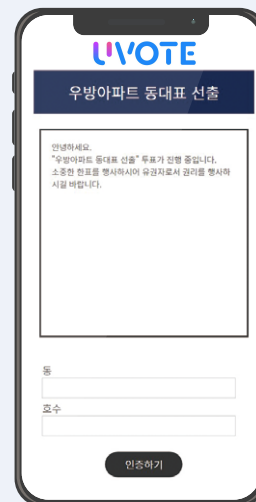 UVOTE
우방아파트 동대표 선출
안녕하세요.
"우방아파트 동대표 선출" 투표가 진행 중입니다.
소중한 한표를 행사하시어 유권자로서 권리를 행사하
시길 바랍니다.
동
호수
인증하기